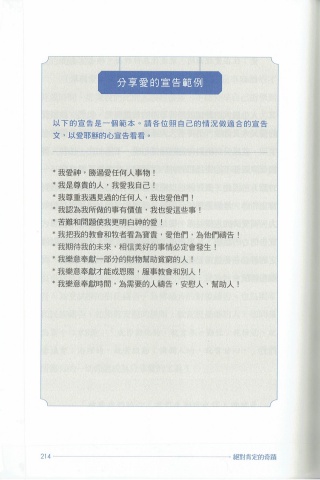 分享愛的宣告範例
以下的宣告是一個範本。請各位照自己的情況做適合的宣告
文，以愛耶穌的心宣告看看。
* 我愛神，勝過愛任何人事物！
* 我是尊貴的人，我愛我自己！
* 我尊重我遇見過的任何人，我也愛他們！
* 我認為我所做的事有價值，我也愛這些事！
* 苦難和問題使我更明白神的愛！
* 我把我的教會和牧者看為寶貴，愛他們，為他們禱告！
* 我期待我的未來，相信美好的事情必定會發生！
* 我樂意奉獻一部分的財物幫助貧窮的人！
* 我樂意奉獻才能或恩賜，服事教會和別人！
* 我樂意奉獻時間，為需要的人禱告，安慰人，幫助人！
214
絕對肯定的奇蹟